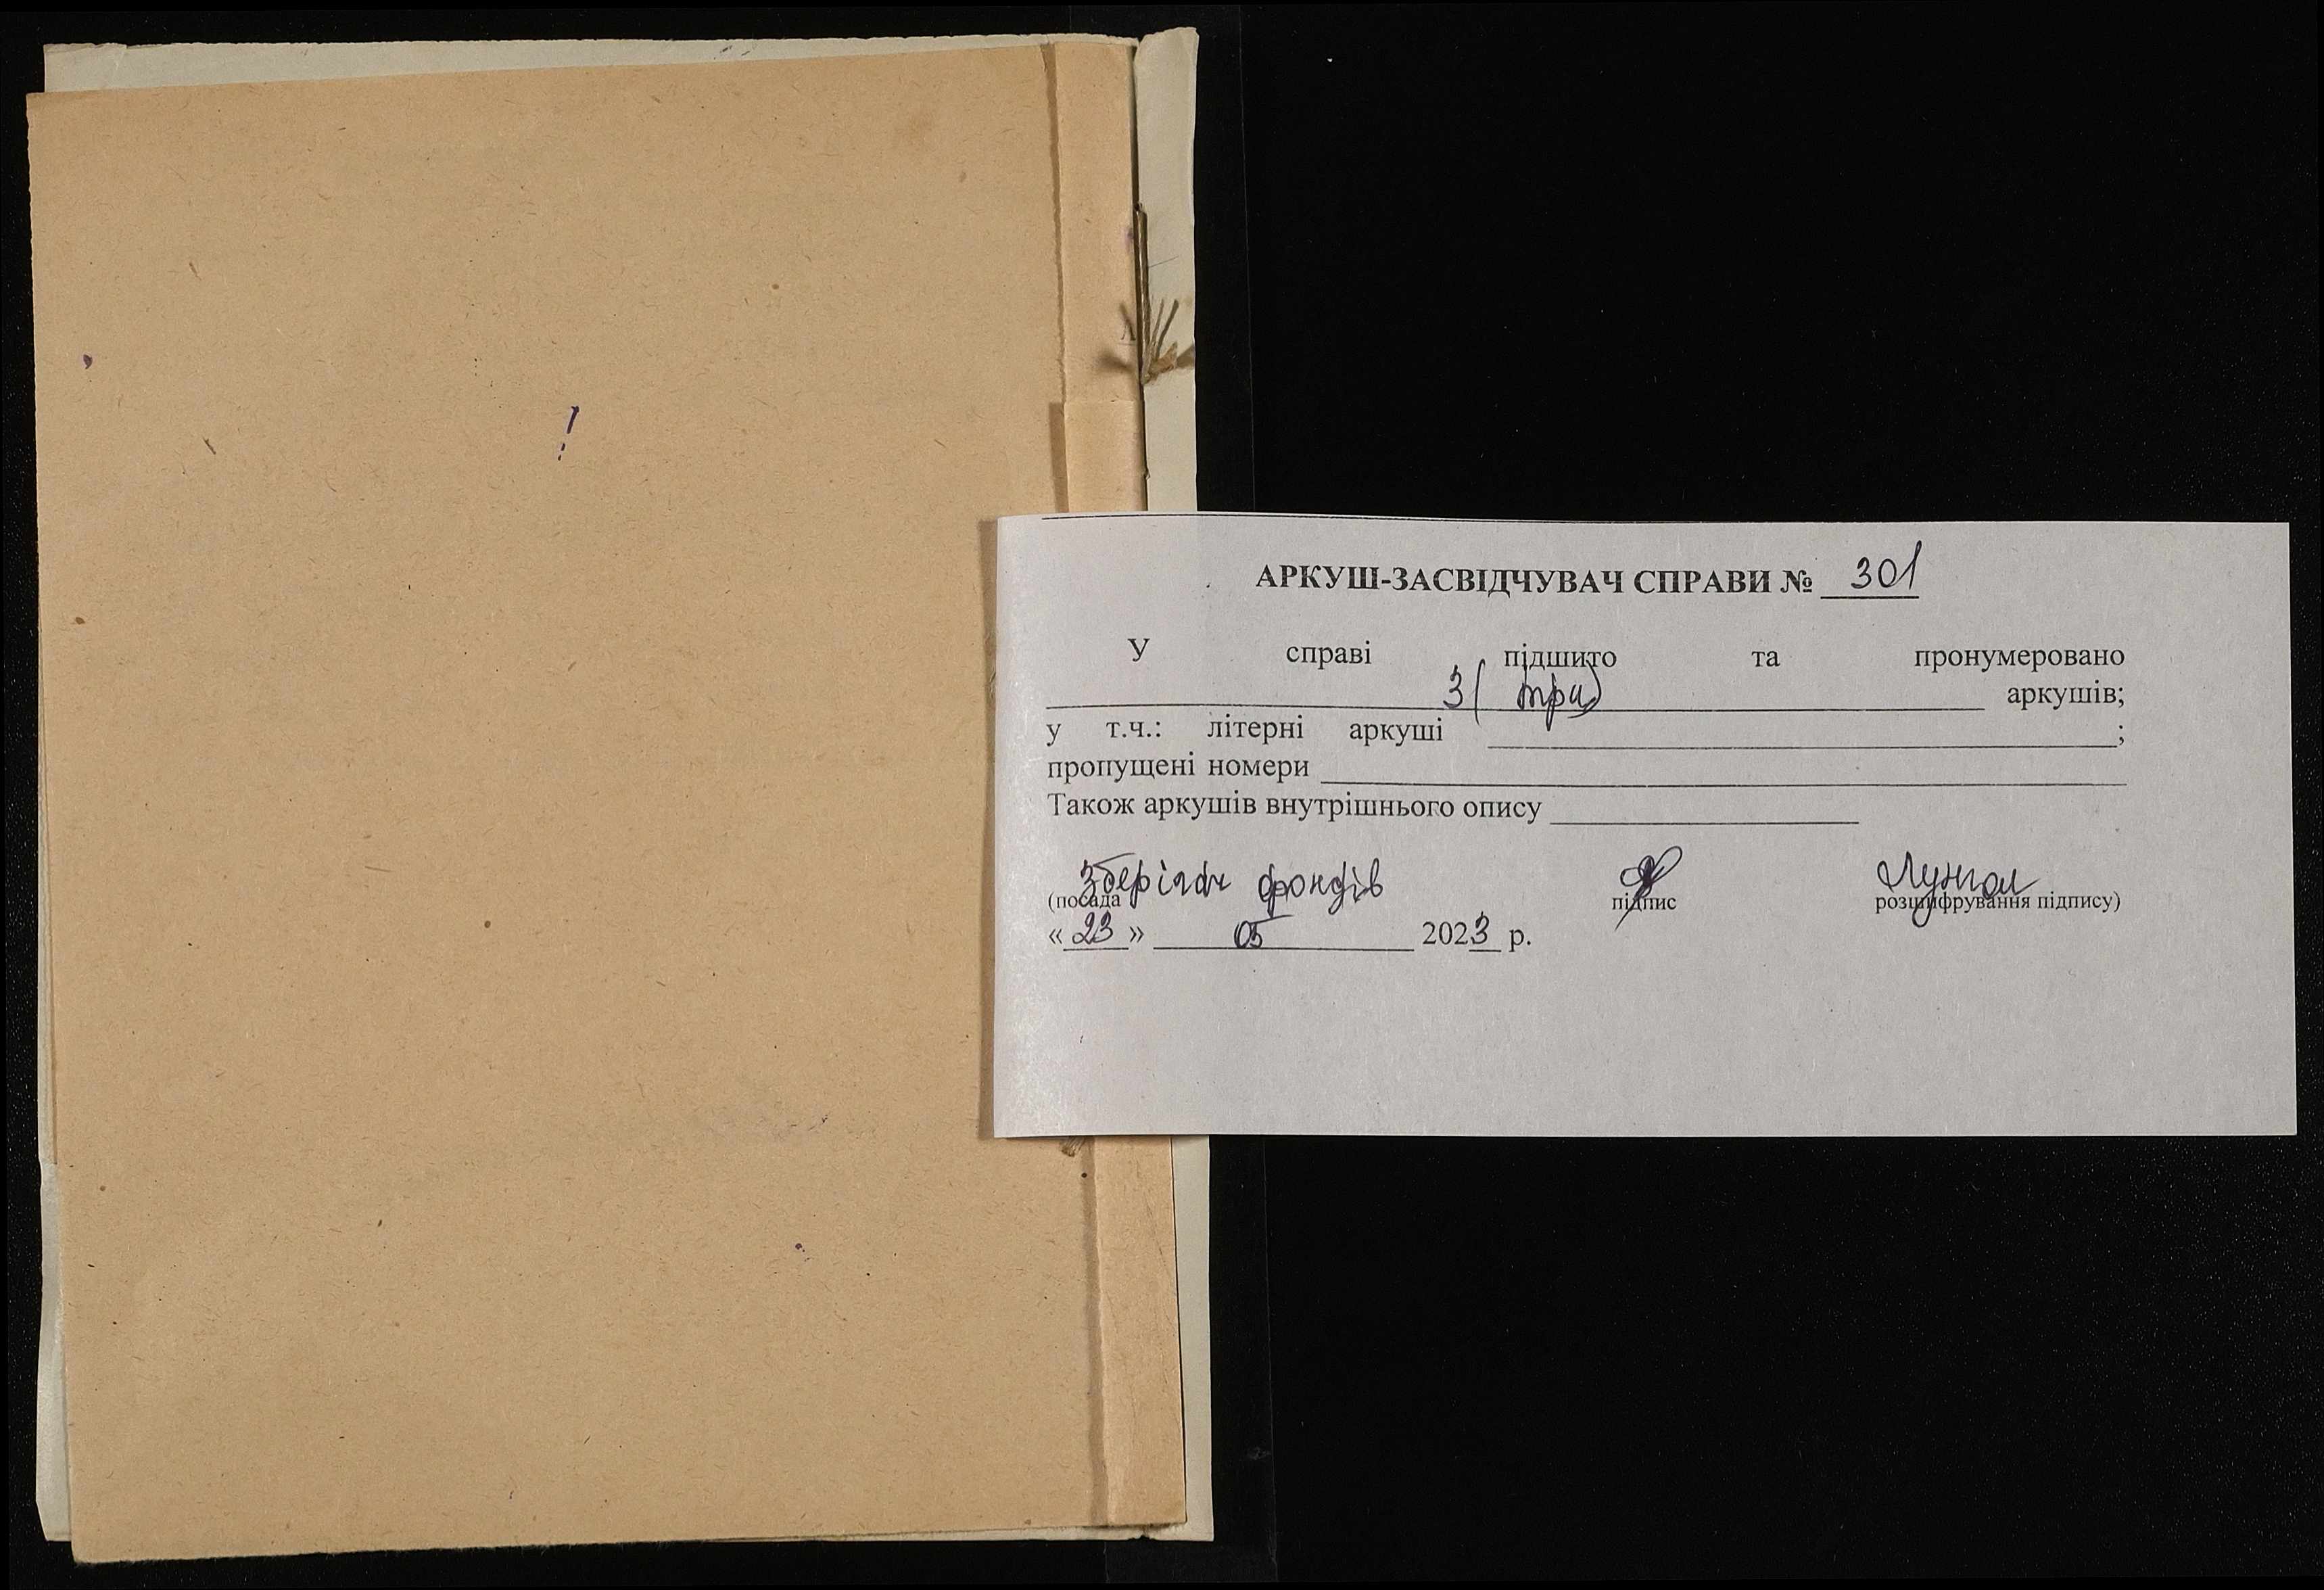 АРКУШ-ЗАСВІДЧУВАЧ СПРАВИ № 301
У справі підшито та пронумеровано
3 (три) аркушів;
у т.ч.: літерні аркуші ;
пропущені номери
Також аркушів внутрішнього опису
Зберігач фондів
(посада підпис розшифрування підпису)
«23» 05 2023 р.